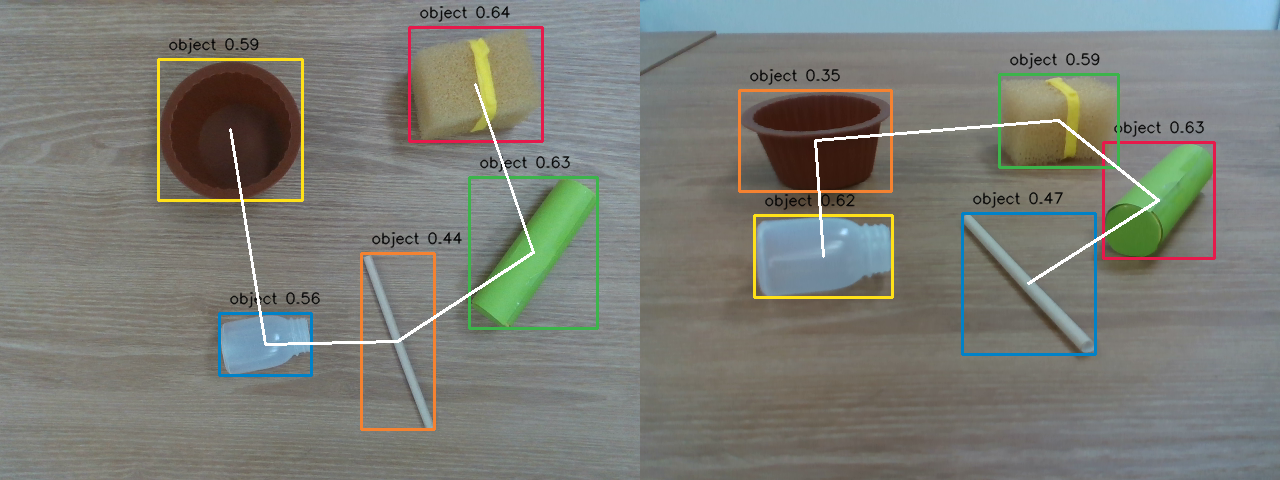 object 0.64
object 0.59
object 0.63
object 0.44
object 0.56
object 0.59
object 0.35
object 0.63
object 0.47
object 0.62